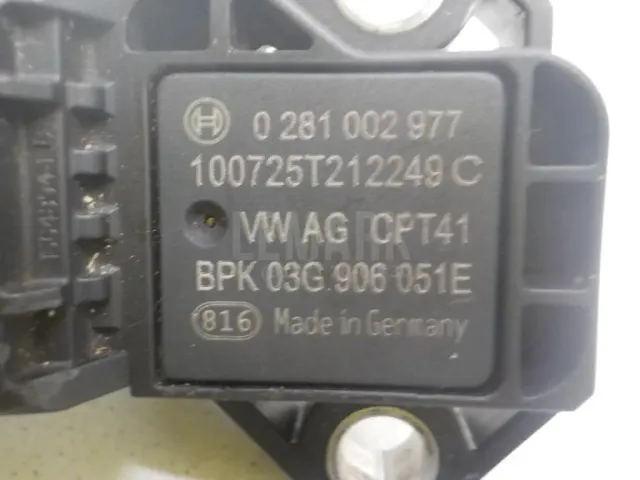 0 281 002 977
100725T212249 C
VW AG CPT41
BPK 03G 906 051E
816 Made in Germany